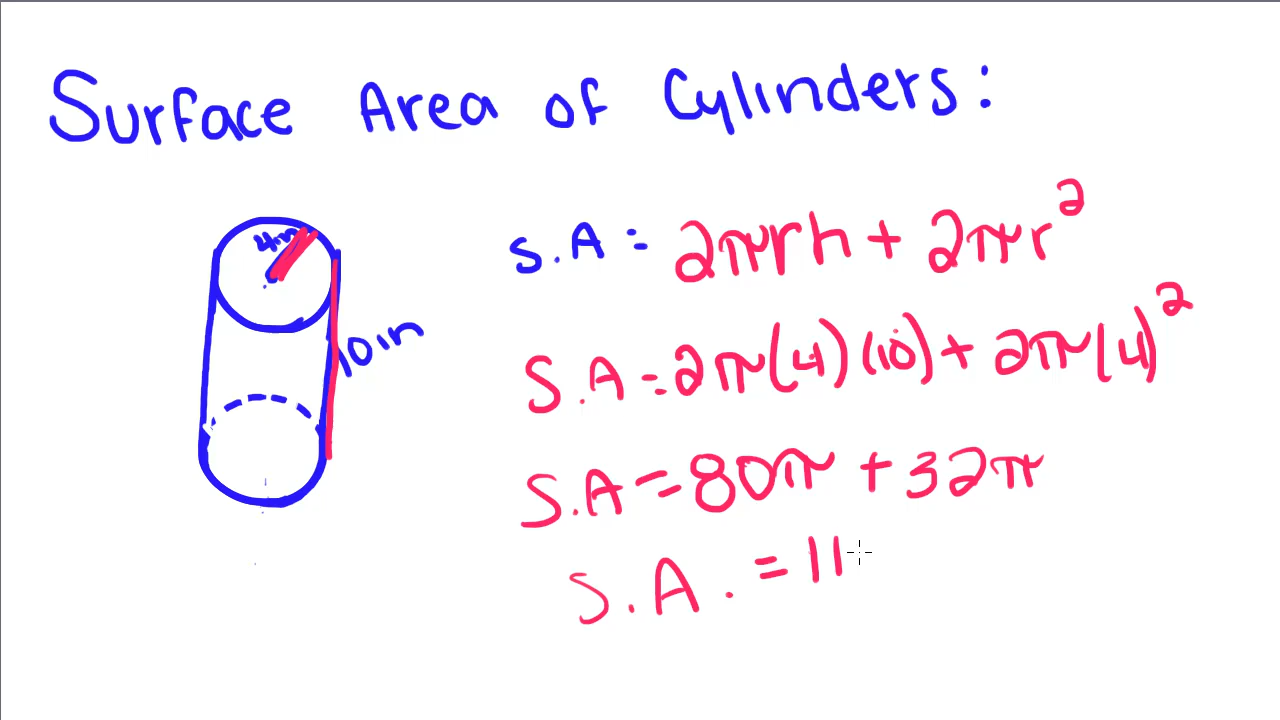 Surface Area of Cylinders:
4in
10in
S.A = 2πrh + 2πr²
S.A = 2π(4)(10) + 2π(4)²
S.A = 80π + 32π
S.A. = 11